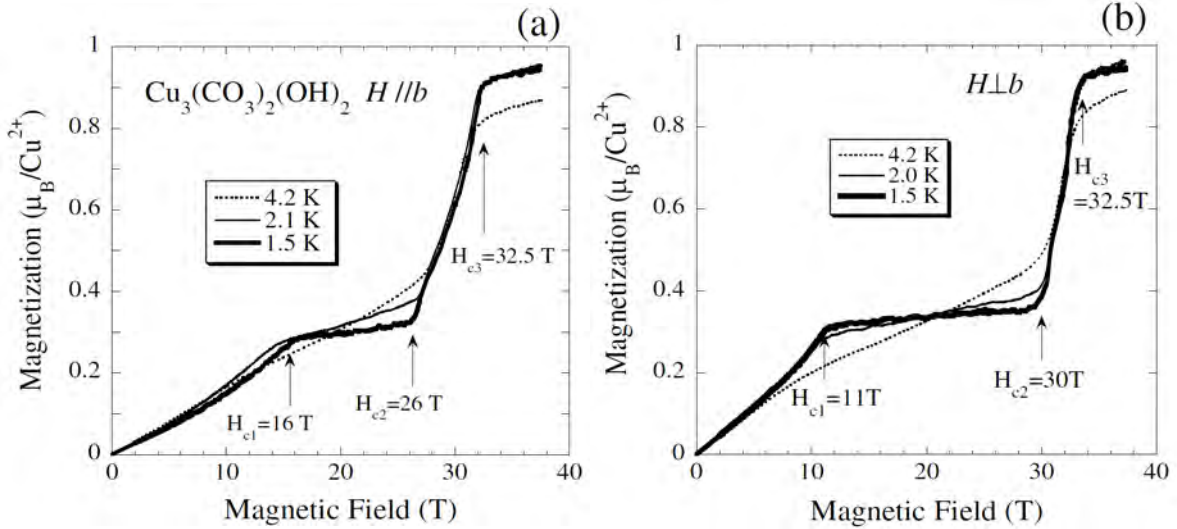 (a)
Cu3(CO3)2(OH)2 H//b
4.2 K
2.1 K
1.5 K
Hc3=32.5 T
Hc1=16 T
Hc2=26 T
1
0.8
0.6
0.4
0.2
0
0 10 20 30 40
Magnetization (μB/Cu2+)
Magnetic Field (T)
(b)
H⊥b
4.2 K
2.0 K
1.5 K
Hc3
=32.5T
Hc1=11T
Hc2=30T
1
0.8
0.6
0.4
0.2
0
0 10 20 30 40
Magnetization (μB/Cu2+)
Magnetic Field (T)